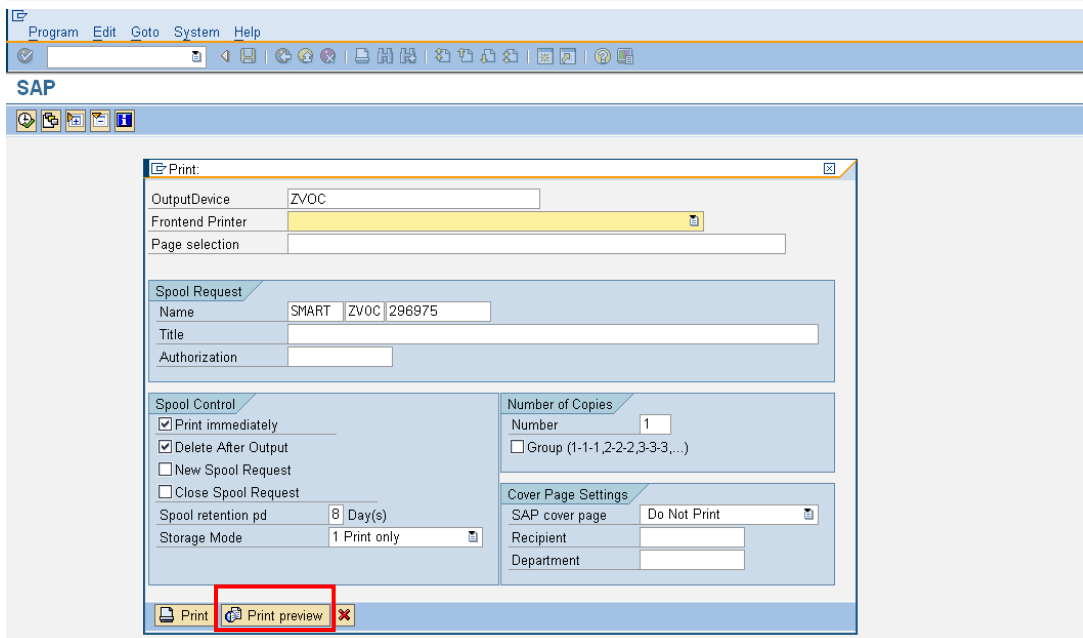 Program Edit Goto System Help
SAP
Print:
OutputDevice ZVOC
Frontend Printer
Page selection
Spool Request
Name SMART ZVOC 296975
Title
Authorization
Spool Control
Print immediately
Delete After Output
New Spool Request
Close Spool Request
Spool retention pd 8 Day(s)
Storage Mode 1 Print only
Number of Copies
Number 1
Group (1-1-1,2-2-2,3-3-3,...)
Cover Page Settings
SAP cover page Do Not Print
Recipient
Department
Print Print preview